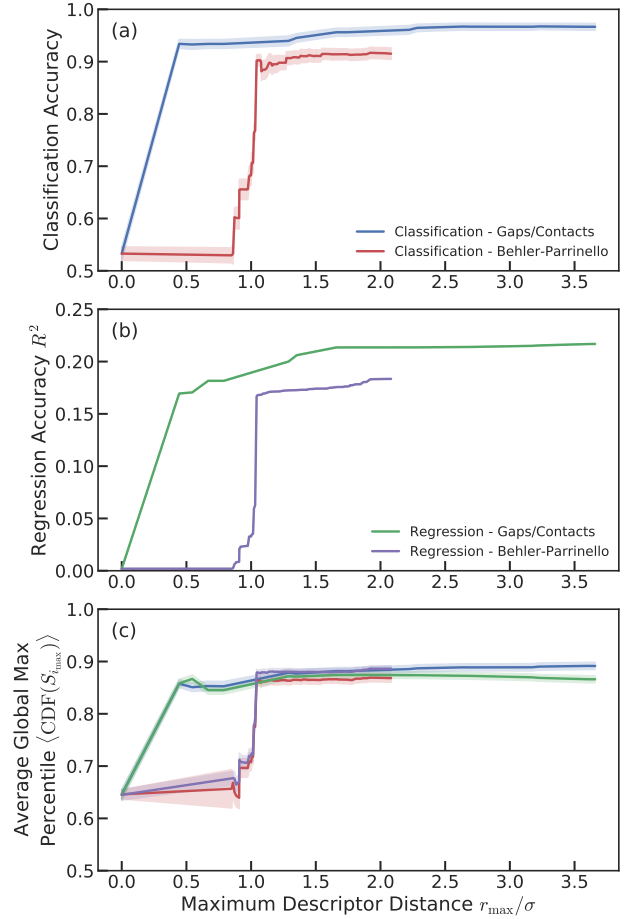 (a)
Classification Accuracy
1.0
0.9
0.8
0.7
0.6
0.5
Classification - Gaps/Contacts
Classification - Behler-Parrinello
0.0 0.5 1.0 1.5 2.0 2.5 3.0 3.5
(b)
Regression Accuracy R²
0.25
0.20
0.15
0.10
0.05
0.00
Regression - Gaps/Contacts
Regression - Behler-Parrinello
0.0 0.5 1.0 1.5 2.0 2.5 3.0 3.5
(c)
Average Global Max
Percentile ⟨CDF(S_{i_max})⟩
1.0
0.9
0.8
0.7
0.6
0.5
0.0 0.5 1.0 1.5 2.0 2.5 3.0 3.5
Maximum Descriptor Distance r_max/σ